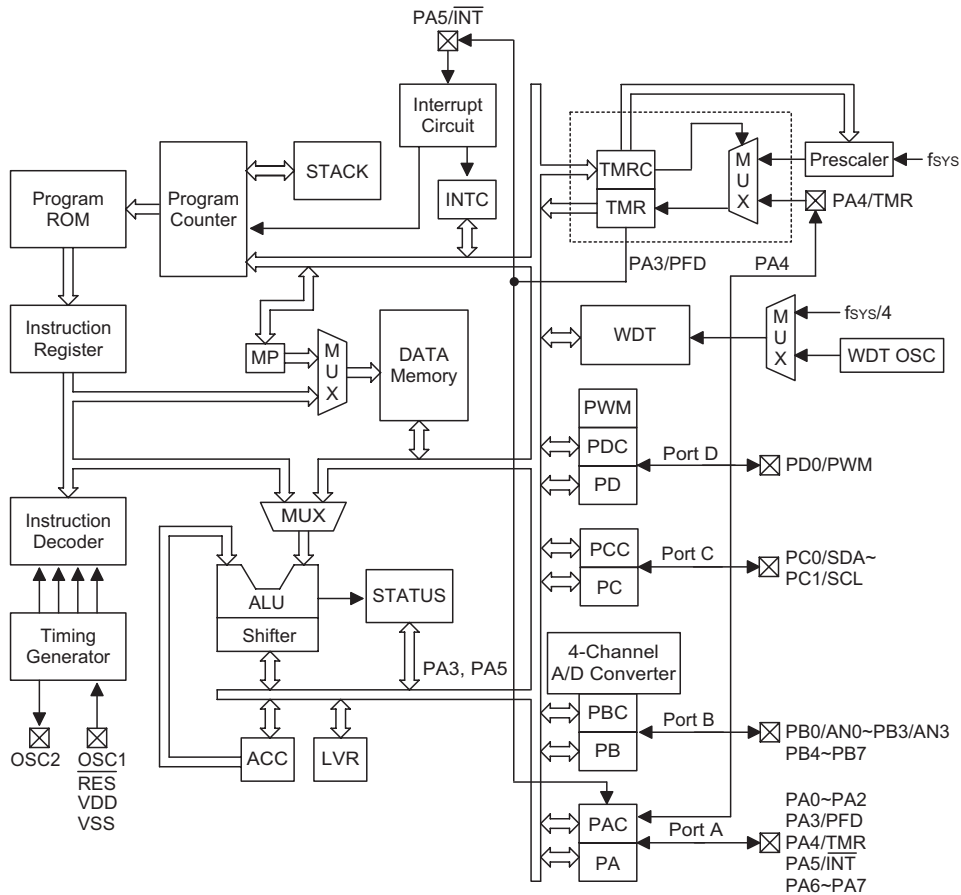 PA5/INT
Interrupt
Circuit
INTC
STACK
Program
Counter
Program
ROM
Instruction
Register
MP
M
U
X
DATA
Memory
MUX
Instruction
Decoder
ALU
Shifter
STATUS
Timing
Generator
PA3, PA5
OSC2
OSC1
RES
VDD
VSS
ACC
LVR
TMRC
TMR
M
U
X
Prescaler
fSYS
PA4/TMR
PA3/PFD
PA4
WDT
M
U
X
fSYS/4
WDT OSC
PWM
PDC
PD
Port D
PD0/PWM
PCC
PC
Port C
PC0/SDA~
PC1/SCL
4-Channel
A/D Converter
PBC
PB
Port B
PB0/AN0~PB3/AN3
PB4~PB7
PAC
PA
Port A
PA0~PA2
PA3/PFD
PA4/TMR
PA5/INT
PA6~PA7